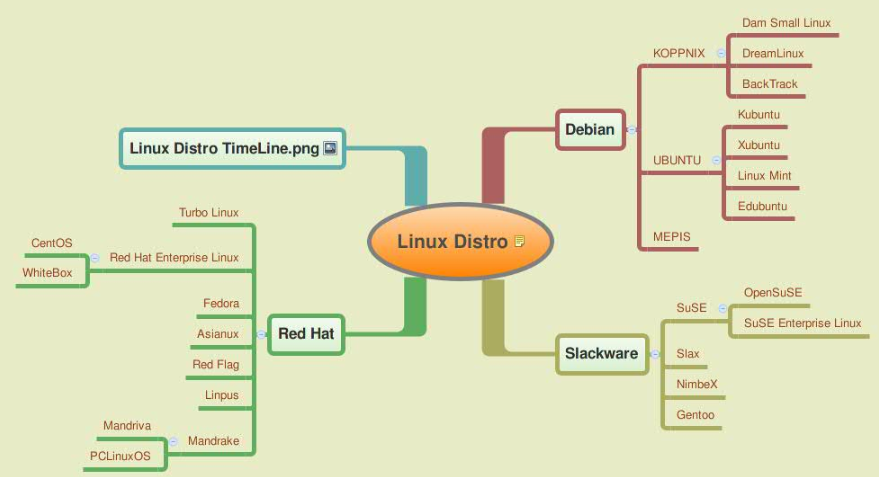 Linux Distro
Linux Distro TimeLine.png
Debian
KOPPNIX
Dam Small Linux
DreamLinux
BackTrack
UBUNTU
Kubuntu
Xubuntu
Linux Mint
Edubuntu
MEPIS
Red Hat
Turbo Linux
Red Hat Enterprise Linux
CentOS
WhiteBox
Fedora
Asianux
Red Flag
Linpus
Mandrake
Mandriva
PCLinuxOS
Slackware
SuSE
OpenSuSE
SuSE Enterprise Linux
Slax
NimbeX
Gentoo